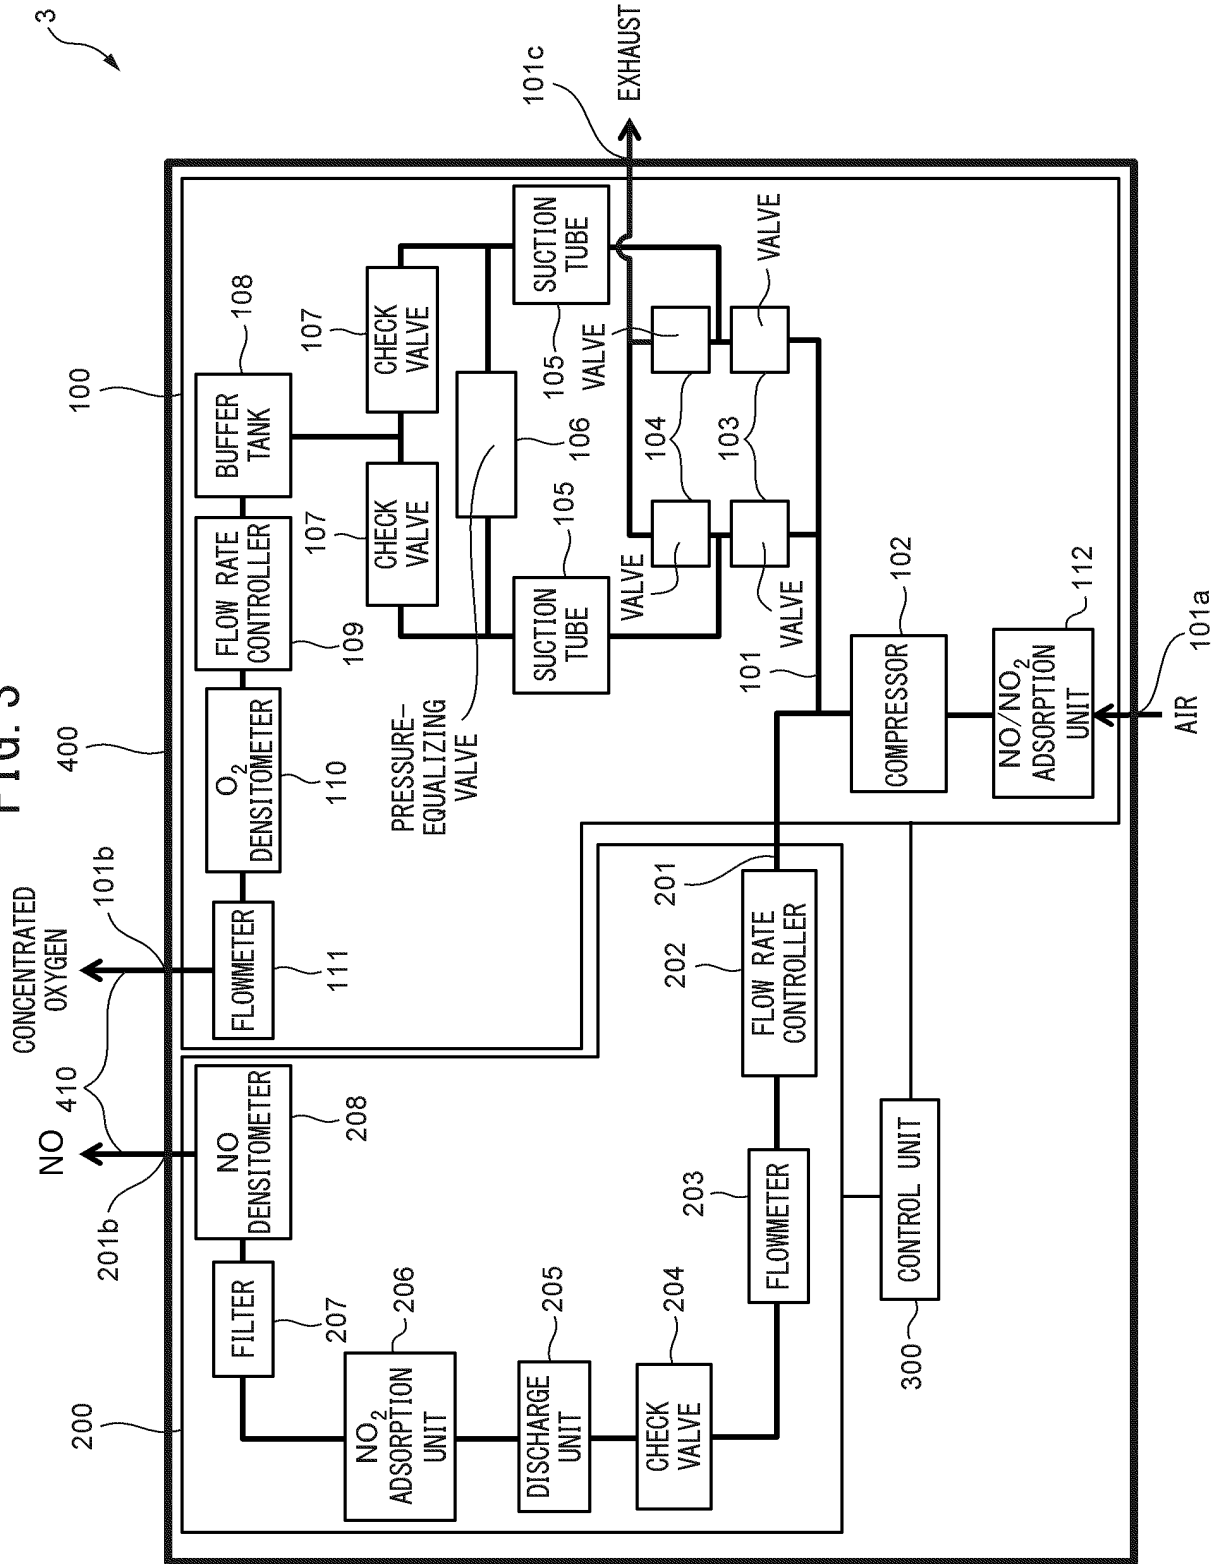 FIG. 3
3
NO
CONCENTRATED
OXYGEN
410
201b
101b
400
100
200
FILTER
207
NO
DENSITOMETER
208
FLOWMETER
111
O2
DENSITOMETER
110
FLOW RATE
CONTROLLER
109
BUFFER
TANK
108
NO2
ADSORPTION
UNIT
206
CHECK
VALVE
107
CHECK
VALVE
107
PRESSURE-
EQUALIZING
VALVE
106
DISCHARGE
UNIT
205
SUCTION
TUBE
105
SUCTION
TUBE
105
101c
EXHAUST
CHECK
VALVE
204
VALVE
104
VALVE
VALVE
103
VALVE
FLOWMETER
203
FLOW RATE
CONTROLLER
202
201
101
COMPRESSOR
102
CONTROL UNIT
300
NO/NO2
ADSORPTION
UNIT
112
AIR
101a